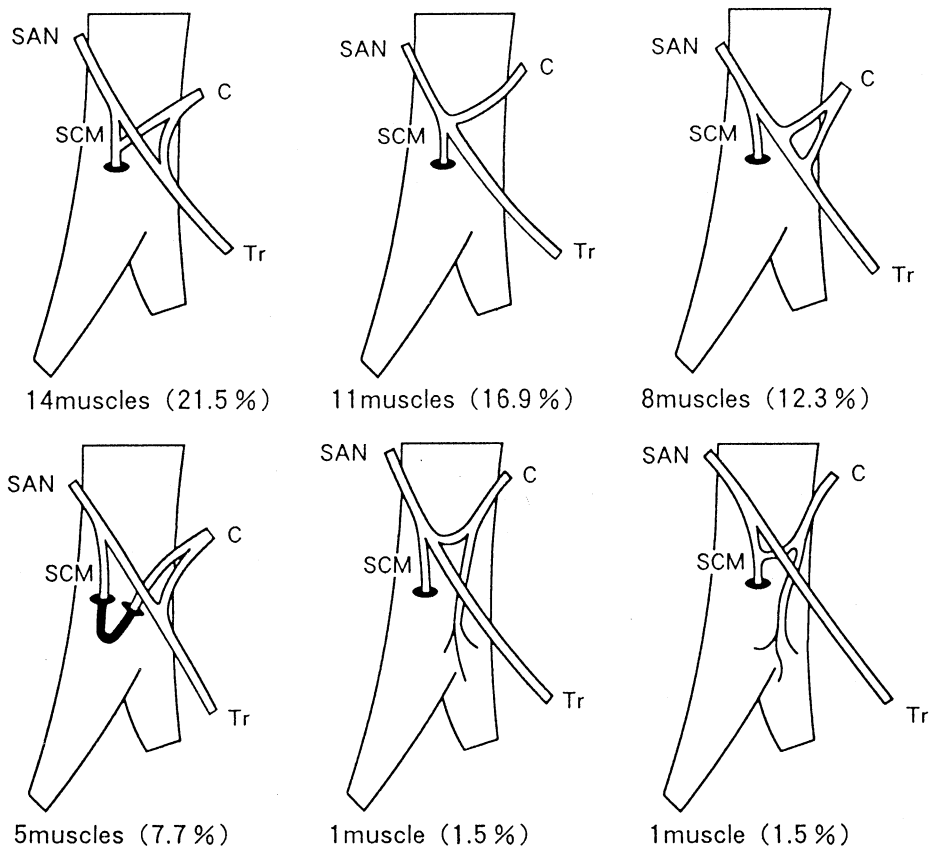 SAN
C
SCM
Tr
14muscles (21.5%)
SAN
C
SCM
Tr
11muscles (16.9%)
SAN
C
SCM
Tr
8muscles (12.3%)
SAN
C
SCM
Tr
5muscles (7.7%)
SAN
C
SCM
Tr
1muscle (1.5%)
SAN
C
SCM
Tr
1muscle (1.5%)